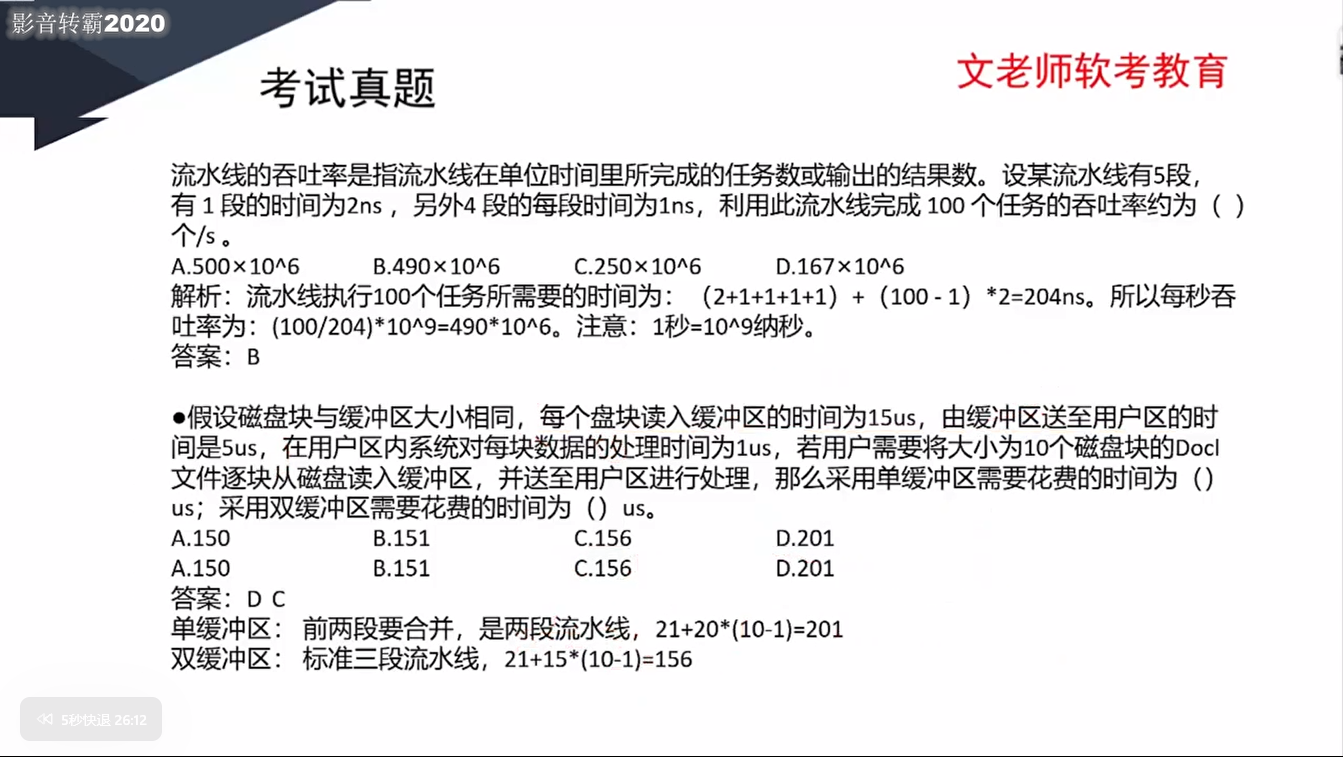 影音转霸2020
考试真题
文老师软考教育
流水线的吞吐率是指流水线在单位时间里所完成的任务数或输出的结果数。设某流水线有5段，
有 1 段的时间为2ns ，另外4 段的每段时间为1ns，利用此流水线完成 100 个任务的吞吐率约为（ ）
个/s 。
A.500×10^6 B.490×10^6 C.250×10^6 D.167×10^6
解析：流水线执行100个任务所需要的时间为：（2+1+1+1+1）+（100 - 1）*2=204ns。所以每秒吞
吐率为：(100/204)*10^9=490*10^6。注意：1秒=10^9纳秒。
答案：B
●假设磁盘块与缓冲区大小相同，每个盘块读入缓冲区的时间为15us，由缓冲区送至用户区的时
间是5us，在用户区内系统对每块数据的处理时间为1us，若用户需要将大小为10个磁盘块的Docl
文件逐块从磁盘读入缓冲区，并送至用户区进行处理，那么采用单缓冲区需要花费的时间为（）
us；采用双缓冲区需要花费的时间为（）us。
A.150 B.151 C.156 D.201
A.150 B.151 C.156 D.201
答案：D C
单缓冲区： 前两段要合并，是两段流水线，21+20*(10-1)=201
双缓冲区： 标准三段流水线，21+15*(10-1)=156
5秒快退 26:12